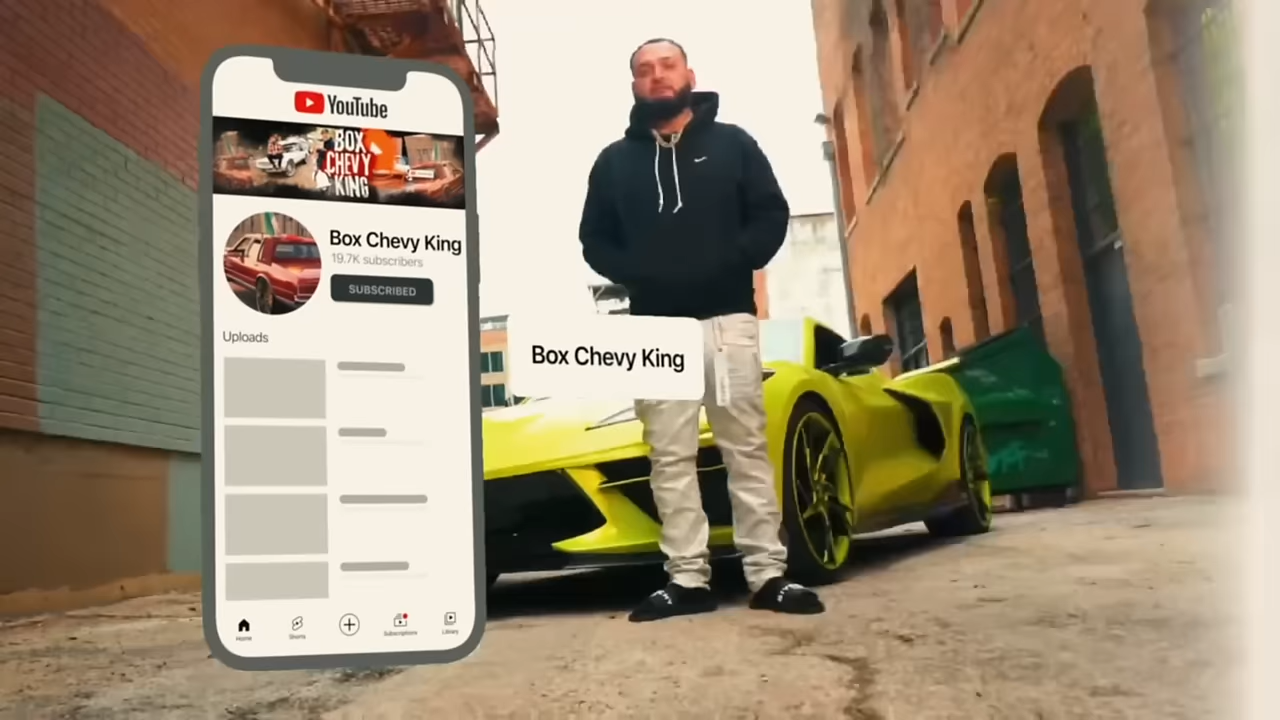 YouTube
BOX
CHEVY
KING
Box Chevy King
19.7K subscribers
SUBSCRIBED
Uploads
Home
Shorts
Subscriptions
Library
Box Chevy King